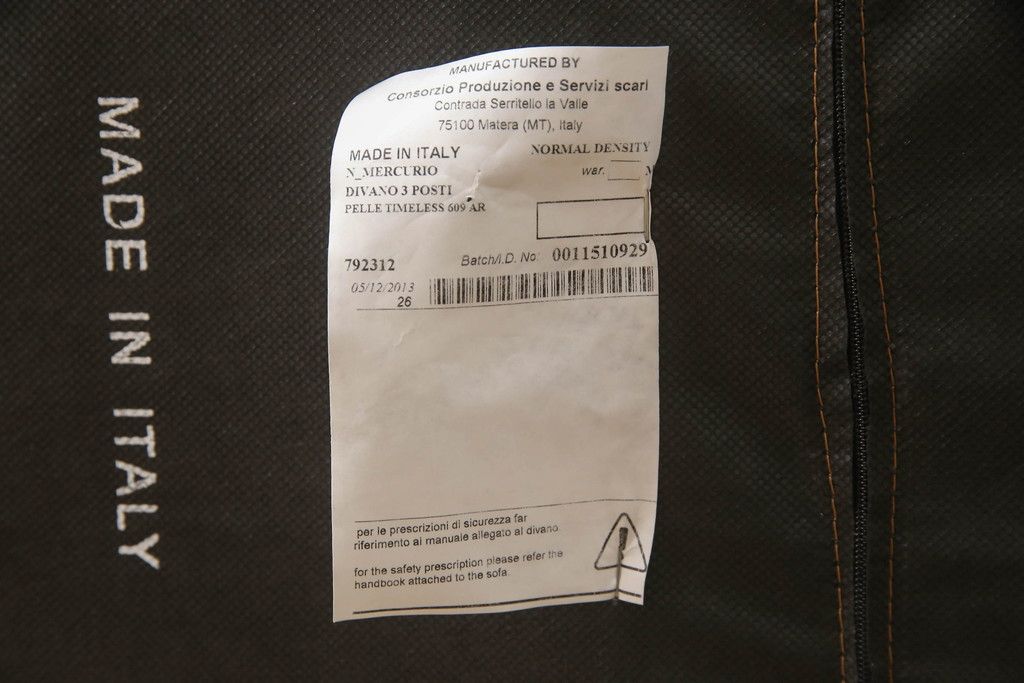 MADE IN ITALY
MANUFACTURED BY
Consorzio Produzione e Servizi scarl
Contrada Serritello la Valle
75100 Matera (MT), Italy
MADE IN ITALY NORMAL DENSITY
N_MERCURIO war. M
DIVANO 3 POSTI
PELLE TIMELESS 609 AR
792312 Batch/I.D. No: 0011510929
05/12/2013
26
per le prescrizioni di sicurezza far
riferimento al manuale allegato al divano.
for the safety prescription please refer the
handbook attached to the sofa.